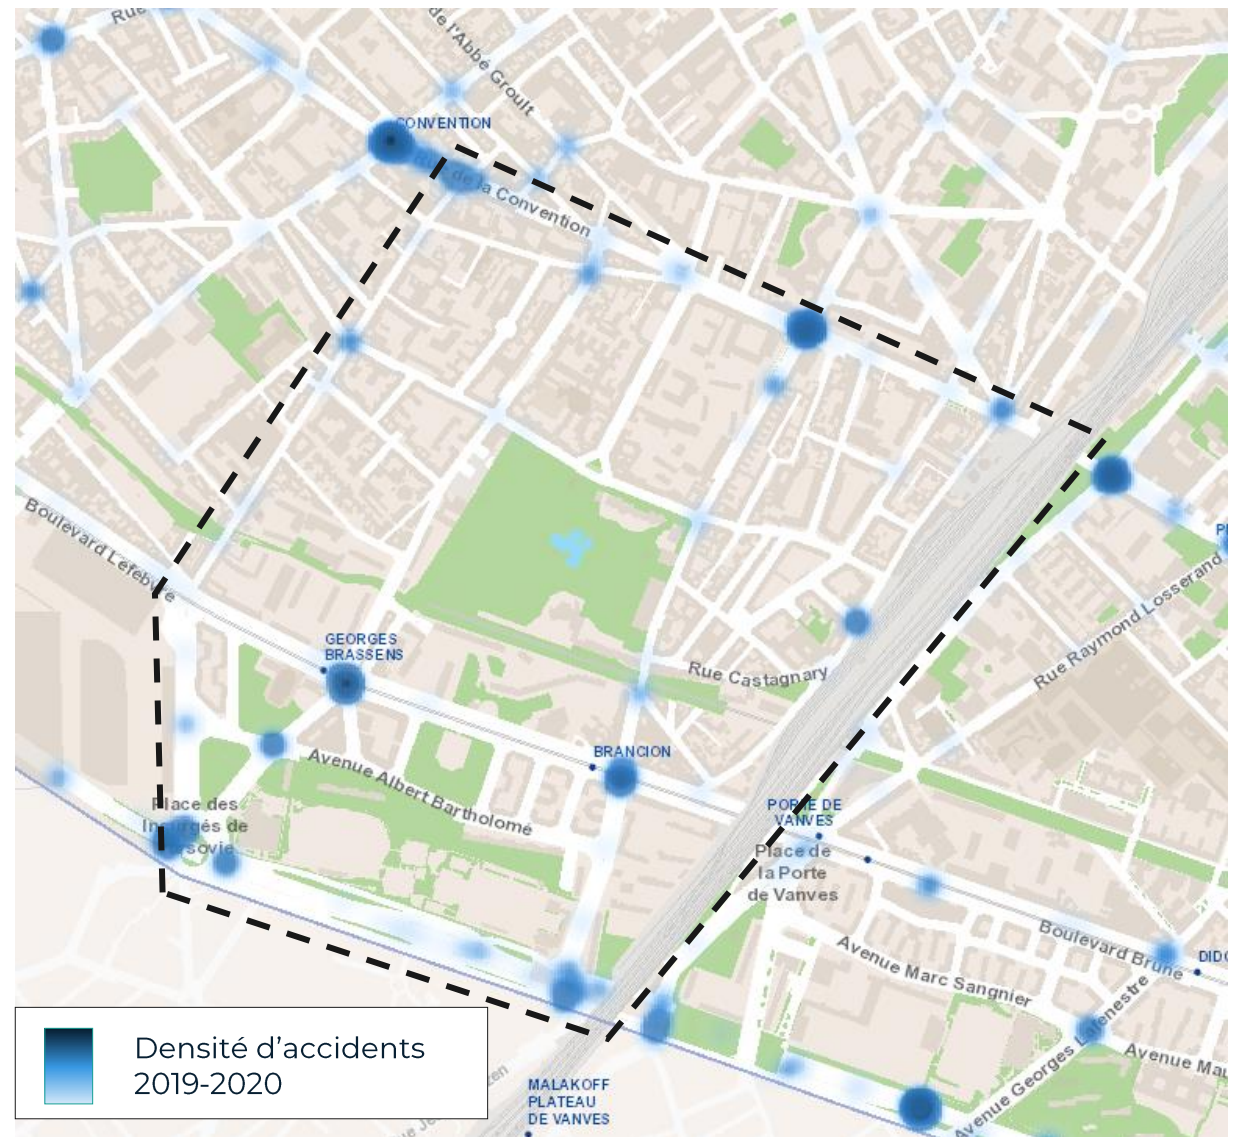 Rue
de l'Abbé Groult
CONVENTION
Rue de la Convention
Boulevard Lefebvre
GEORGES
BRASSENS
Rue Castagnary
Rue Raymond Losserand
BRANCION
Avenue Albert Bartholomé
Place des
Insurgés de
Varsovie
PORTE DE
VANVES
Place de
la Porte
de Vanves
Boulevard Brune
DIDO
Avenue Marc Sangnier
Avenue Georges Lafenestre
Avenue Mau
MALAKOFF
PLATEAU
DE VANVES
Densité d'accidents
2019-2020